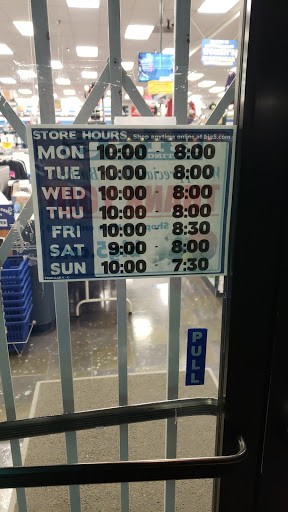 STORE HOURS Shop anytime online at big5.com
MON 10:00 - 8:00
TUE 10:00 - 8:00
WED 10:00 - 8:00
THU 10:00 - 8:00
FRI 10:00 - 8:30
SAT 9:00 - 8:00
SUN 10:00 - 7:30
PULL